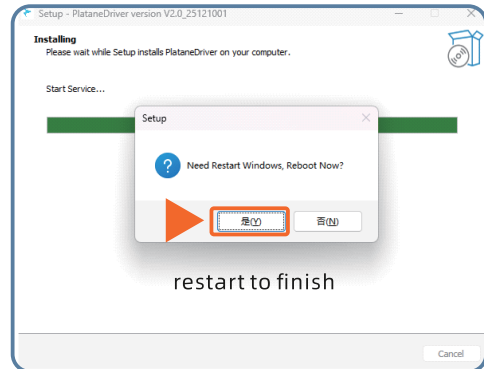 Setup - PlataneDriver version V2.0_25121001
Installing
Please wait while Setup installs PlataneDriver on your computer.
Start Service...
Setup
Need Restart Windows, Reboot Now?
是(Y)
否(N)
restart to finish
Cancel